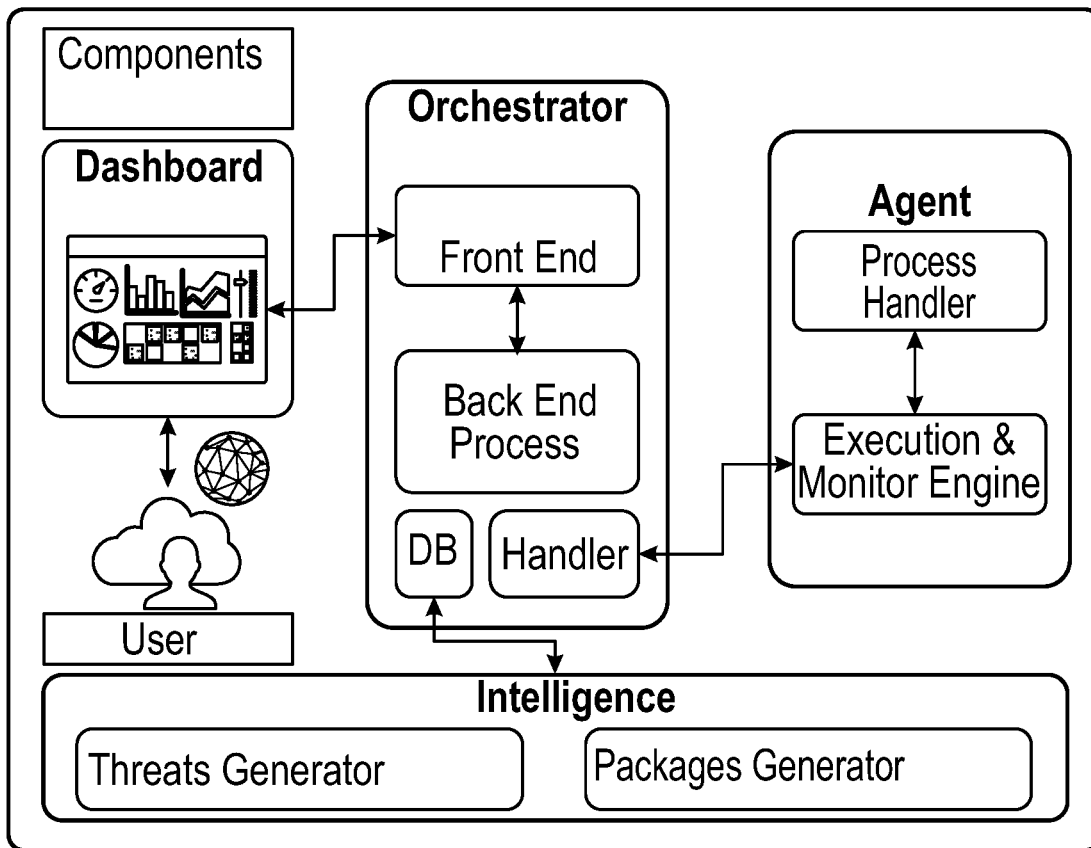 Components
Dashboard
User
Orchestrator
Front End
Back End
Process
DB
Handler
Agent
Process
Handler
Execution &
Monitor Engine
Intelligence
Threats Generator
Packages Generator